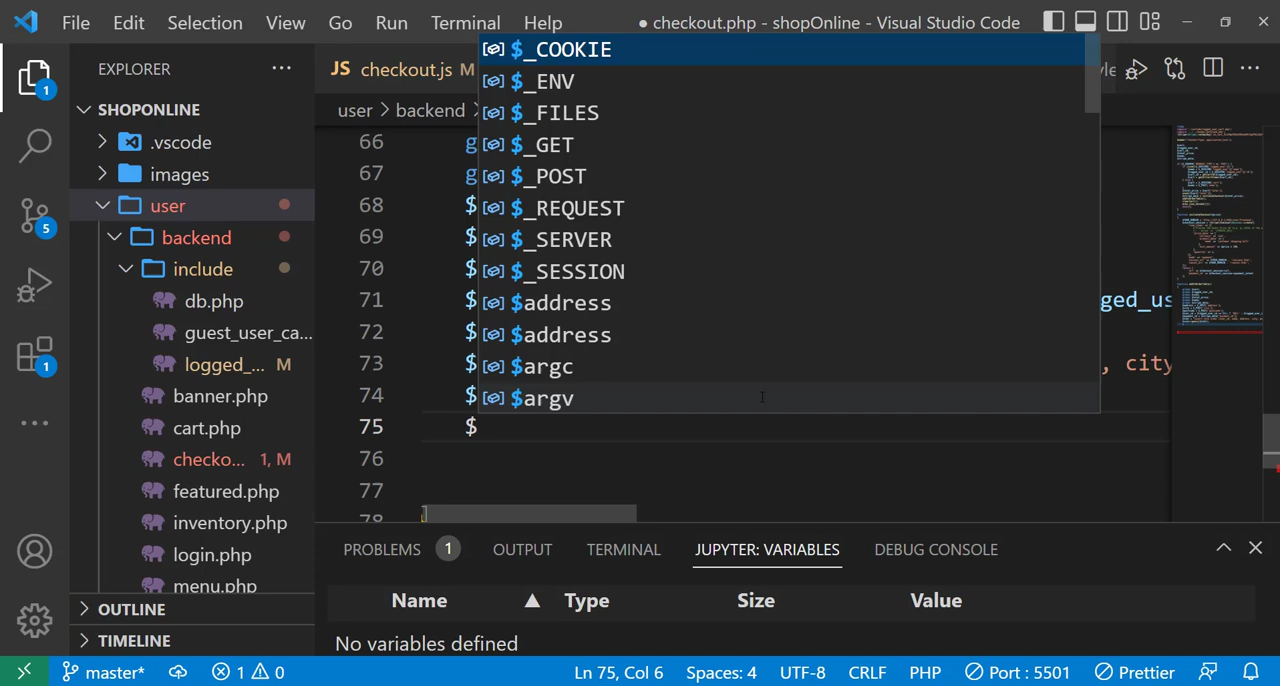 File Edit Selection View Go Run Terminal Help ● checkout.php - shopOnline - Visual Studio Code
EXPLORER ···
JS checkout.js M
1
SHOPONLINE
user > backend >
.vscode
images
user
backend
include
db.php
guest_user_ca...
logged_... M
banner.php
cart.php
checko... 1, M
featured.php
inventory.php
login.php
menu.php
OUTLINE
TIMELINE
5
1
$_COOKIE
$_ENV
$_FILES
$_GET
$_POST
$_REQUEST
$_SERVER
$_SESSION
$address
$address
$argc
$argv
66 g
67 g
68 $
69 $
70 $
71 $ ged_us
72 $
73 $ , city
74 $
75 $
76
77
78
PROBLEMS 1 OUTPUT TERMINAL JUPYTER: VARIABLES DEBUG CONSOLE
Name ▲ Type Size Value
No variables defined
master* 1 0 Ln 75, Col 6 Spaces: 4 UTF-8 CRLF PHP Port : 5501 Prettier